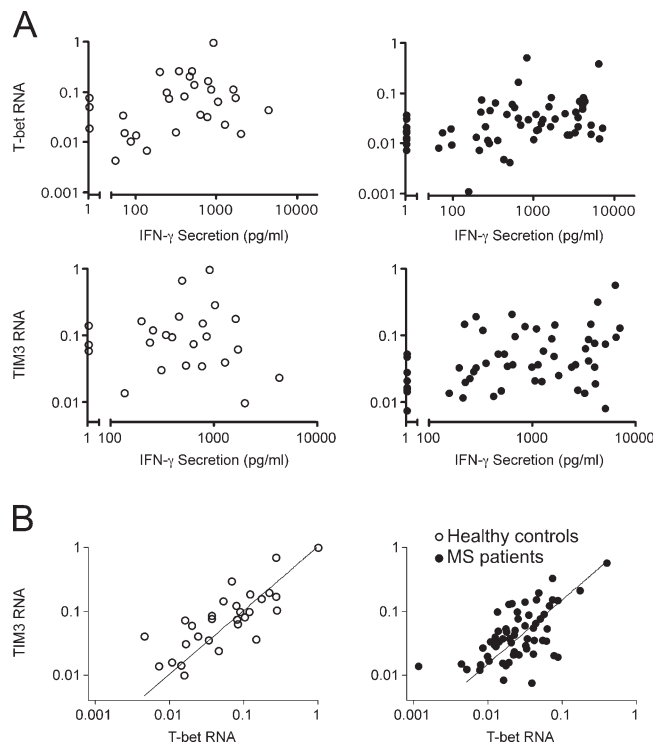 A
T-bet RNA
1
0.1
0.01
0.001
1 100 1000 10000
IFN-γ Secretion (pg/ml)
1
0.1
0.01
0.001
1 100 1000 10000
IFN-γ Secretion (pg/ml)
TIM3 RNA
1
0.1
0.01
1 100 1000 10000
IFN-γ Secretion (pg/ml)
1
0.1
0.01
1 100 1000 10000
IFN-γ Secretion (pg/ml)
B
TIM3 RNA
1
0.1
0.01
0.001 0.01 0.1 1
T-bet RNA
Healthy controls
MS patients
1
0.1
0.01
0.001 0.01 0.1 1
T-bet RNA